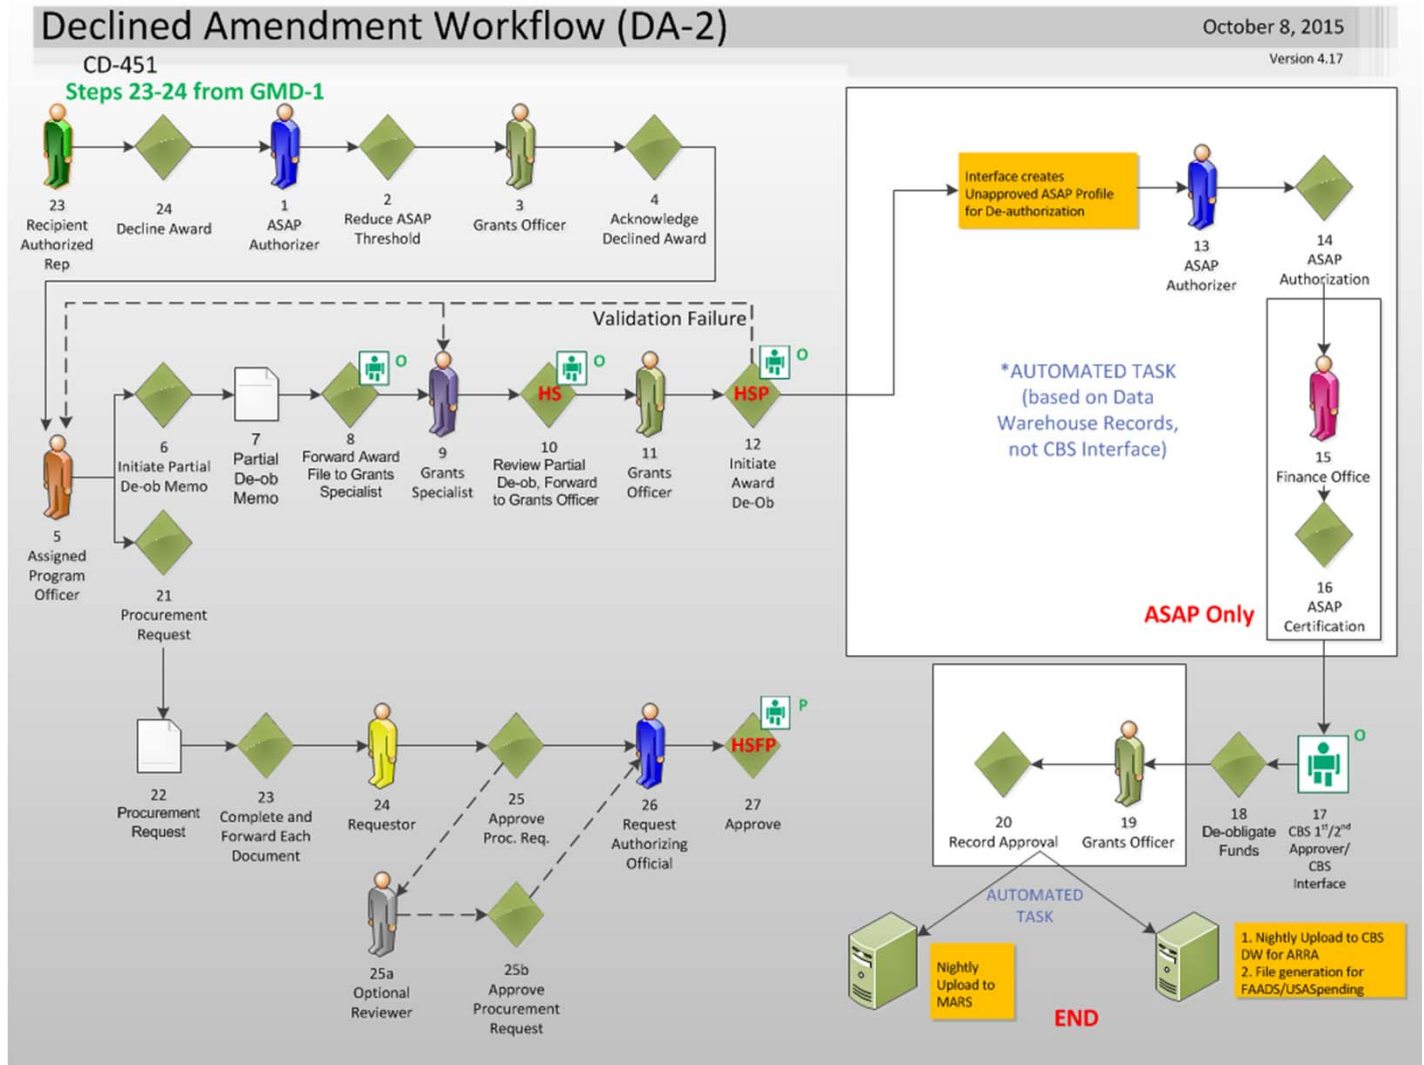 Declined Amendment Workflow (DA-2)
October 8, 2015
Version 4.17
CD-451
Steps 23-24 from GMD-1
23
Recipient
Authorized
Rep
24
Decline Award
1
ASAP
Authorizer
2
Reduce ASAP
Threshold
3
Grants Officer
4
Acknowledge
Declined Award
Interface creates
Unapproved ASAP Profile
for De-authorization
13
ASAP
Authorizer
14
ASAP
Authorization
Validation Failure
O
O
O
HS
HSP
5
Assigned
Program
Officer
6
Initiate Partial
De-ob Memo
7
Partial
De-ob
Memo
8
Forward Award
File to Grants
Specialist
9
Grants
Specialist
10
Review Partial
De-ob, Forward
to Grants Officer
11
Grants
Officer
12
Initiate
Award
De-Ob
*AUTOMATED TASK
(based on Data
Warehouse Records,
not CBS Interface)
15
Finance Office
16
ASAP
Certification
ASAP Only
21
Procurement
Request
22
Procurement
Request
23
Complete and
Forward Each
Document
24
Requestor
25
Approve
Proc. Req.
26
Request
Authorizing
Official
P
HSFP
27
Approve
25a
Optional
Reviewer
25b
Approve
Procurement
Request
O
17
CBS 1st/2nd
Approver/
CBS
Interface
18
De-obligate
Funds
19
Grants Officer
20
Record Approval
AUTOMATED
TASK
Nightly
Upload to
MARS
1. Nightly Upload to CBS
DW for ARRA
2. File generation for
FAADS/USASpending
END